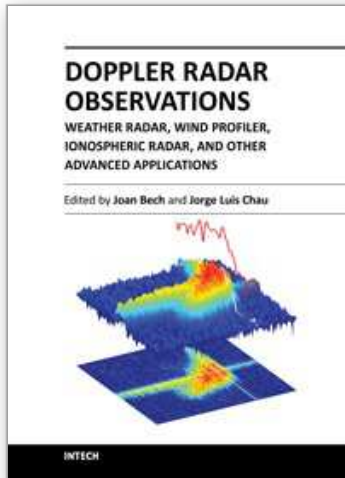 DOPPLER RADAR
OBSERVATIONS
WEATHER RADAR, WIND PROFILER,
IONOSPHERIC RADAR, AND OTHER
ADVANCED APPLICATIONS
Edited by Joan Bech and Jorge Luis Chau
INTECH